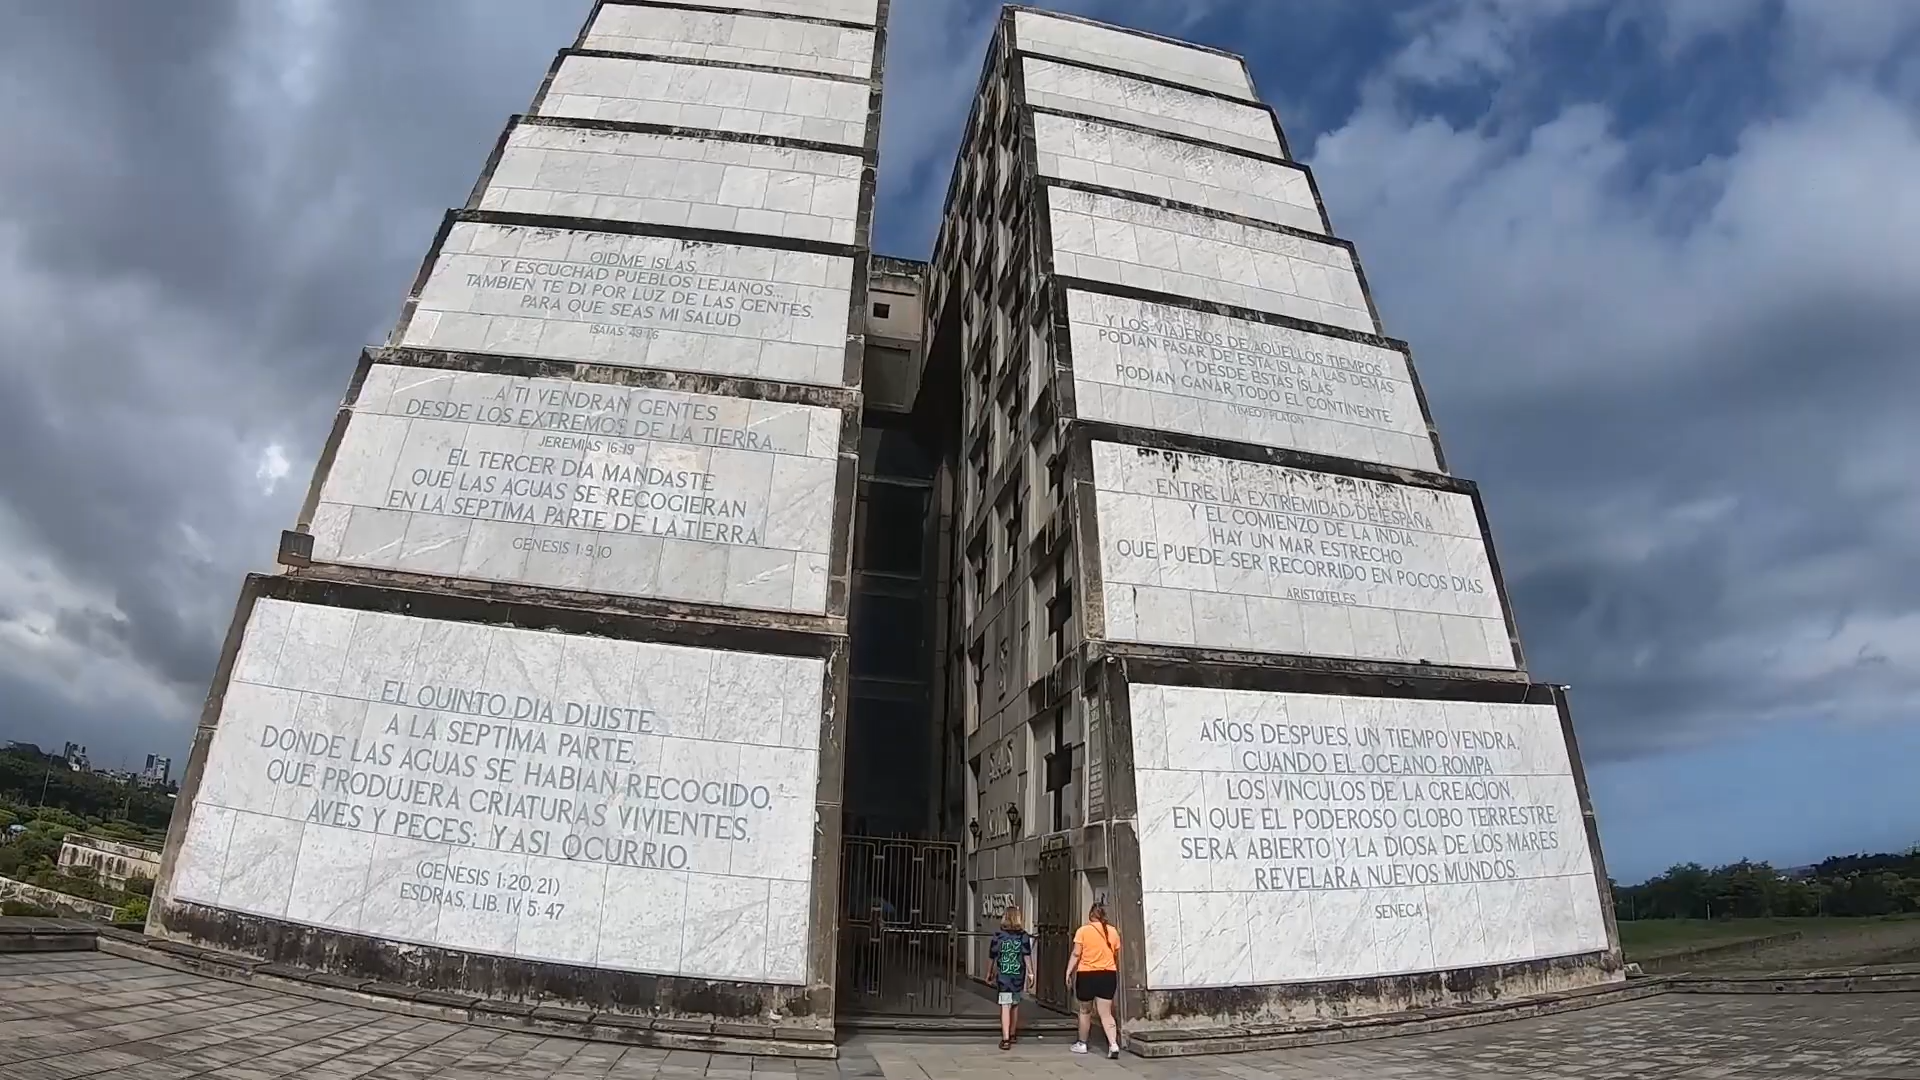 OIDME ISLAS...
Y ESCUCHAD PUEBLOS LEJANOS...
TAMBIEN TE DI POR LUZ DE LAS GENTES,
PARA QUE SEAS MI SALUD
ISAIAS 49:1,6
...A TI VENDRAN GENTES
DESDE LOS EXTREMOS DE LA TIERRA...
JEREMIAS 16:19
EL TERCER DIA MANDASTE
QUE LAS AGUAS SE RECOGIERAN
EN LA SEPTIMA PARTE DE LA TIERRA
GENESIS 1:9,10
EL QUINTO DIA DIJISTE
A LA SEPTIMA PARTE,
DONDE LAS AGUAS SE HABIAN RECOGIDO,
QUE PRODUJERA CRIATURAS VIVIENTES,
AVES Y PECES; Y ASI OCURRIO.
(GENESIS 1:20,21)
ESDRAS, LIB. IV 5: 47
Y LOS VIAJEROS DE AQUELLOS TIEMPOS
PODIAN PASAR DE ESTA ISLA A LAS DEMAS
Y DESDE ESTAS ISLAS
PODIAN GANAR TODO EL CONTINENTE
(TIMEO) PLATON
ENTRE LA EXTREMIDAD DE ESPAÑA
Y EL COMIENZO DE LA INDIA,
HAY UN MAR ESTRECHO
QUE PUEDE SER RECORRIDO EN POCOS DIAS
ARISTOTELES
AÑOS DESPUES, UN TIEMPO VENDRA,
CUANDO EL OCEANO ROMPA
LOS VINCULOS DE LA CREACION,
EN QUE EL PODEROSO GLOBO TERRESTRE
SERA ABIERTO Y LA DIOSA DE LOS MARES
REVELARA NUEVOS MUNDOS.
SENECA